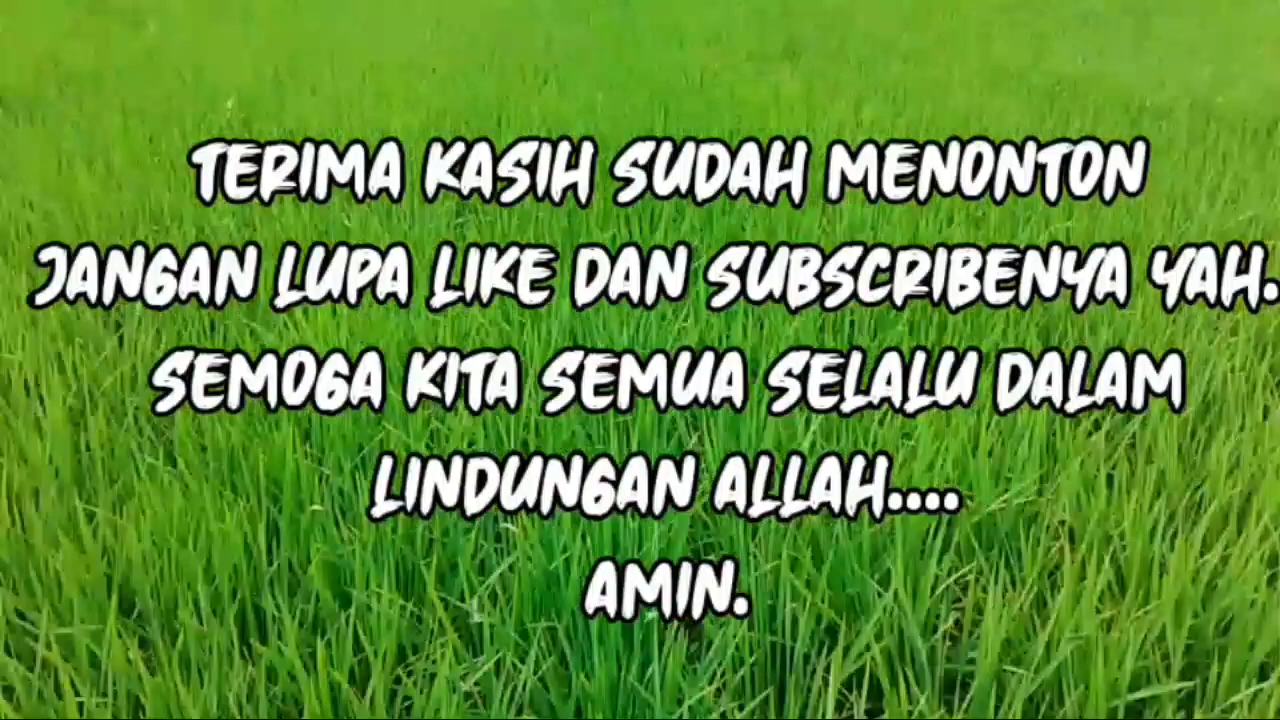 TERIMA KASIH SUDAH MENONTON
JANGAN LUPA LIKE DAN SUBSCRIBENYA YAH.
SEMOGA KITA SEMUA SELALU DALAM
LINDUNGAN ALLAH....
AMIN.